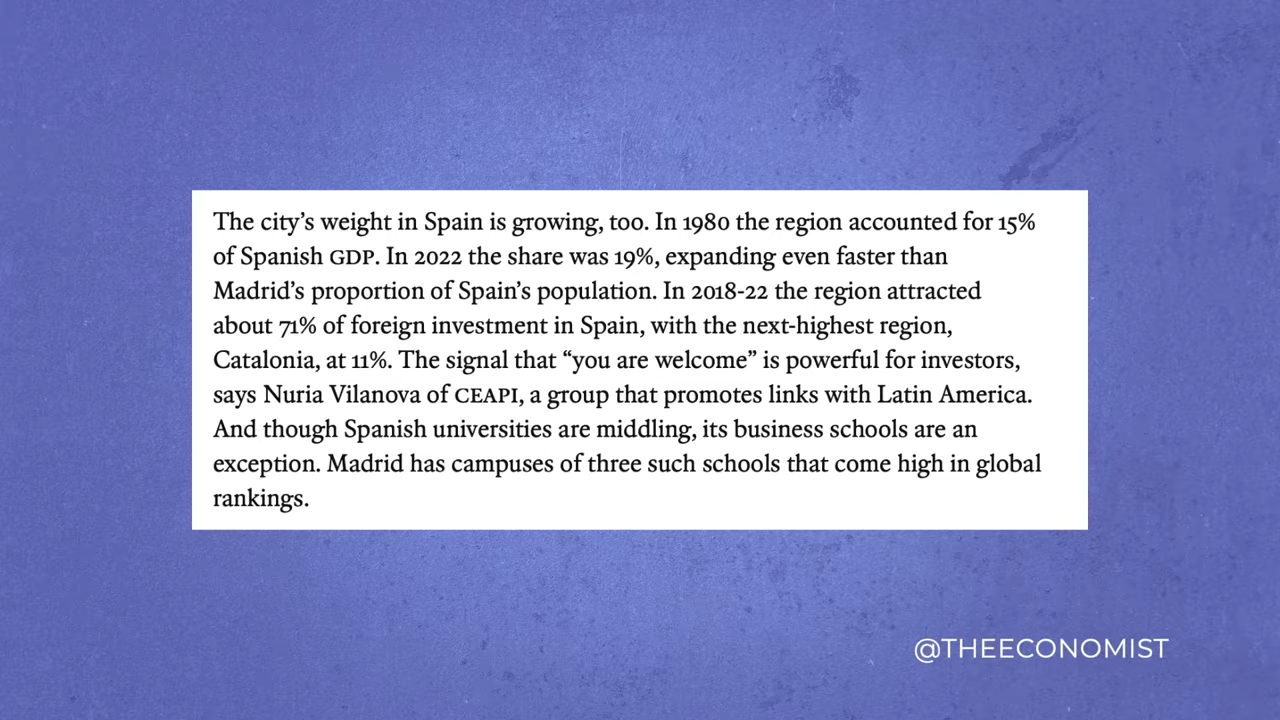 The city’s weight in Spain is growing, too. In 1980 the region accounted for 15%
of Spanish GDP. In 2022 the share was 19%, expanding even faster than
Madrid’s proportion of Spain’s population. In 2018-22 the region attracted
about 71% of foreign investment in Spain, with the next-highest region,
Catalonia, at 11%. The signal that “you are welcome” is powerful for investors,
says Nuria Vilanova of CEAPI, a group that promotes links with Latin America.
And though Spanish universities are middling, its business schools are an
exception. Madrid has campuses of three such schools that come high in global
rankings.
@THEECONOMIST